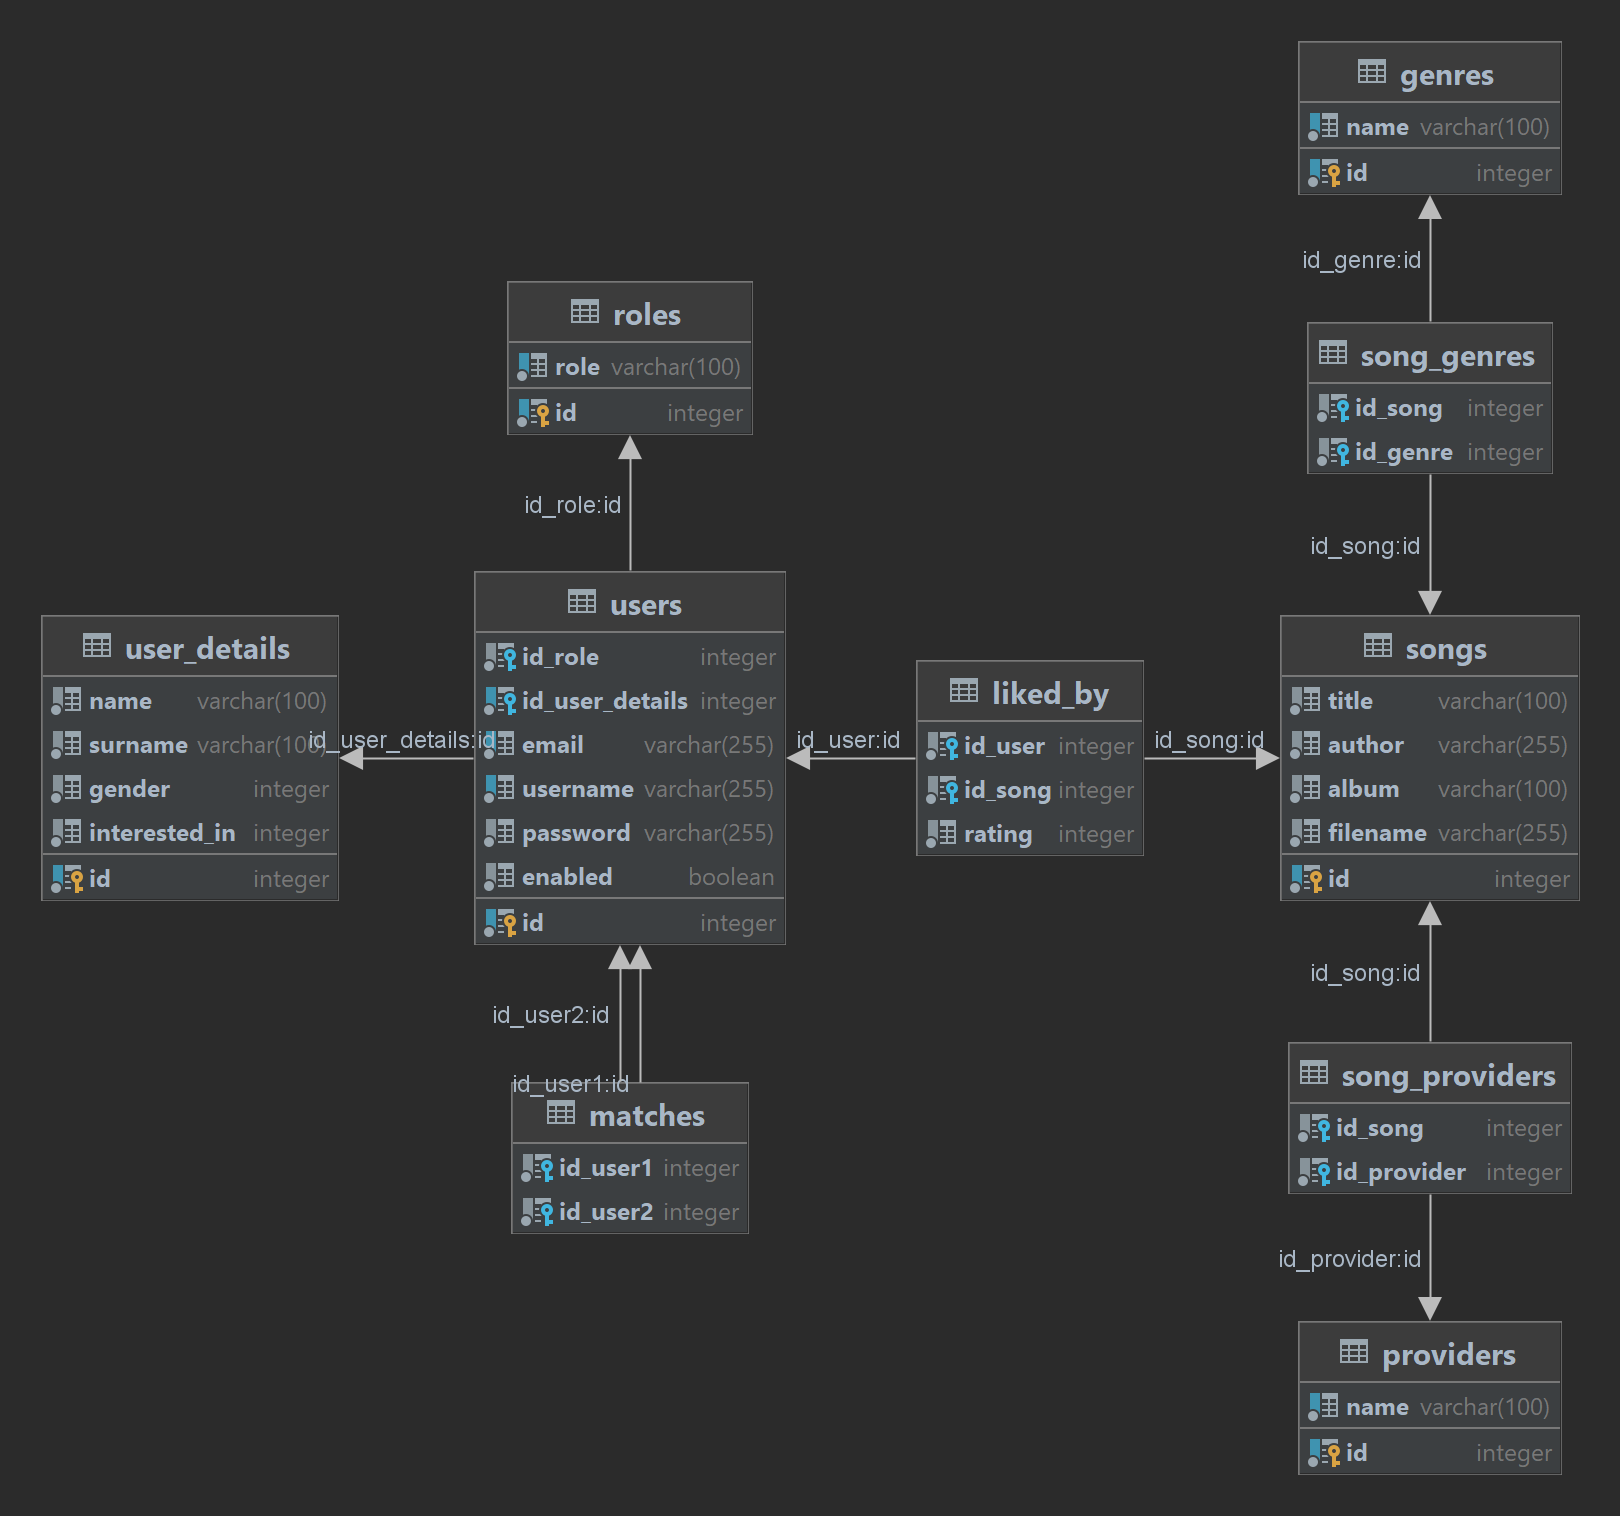 genres
name varchar(100)
id integer
id_genre:id
song_genres
id_song integer
id_genre integer
id_song:id
roles
role varchar(100)
id integer
id_role:id
user_details
name varchar(100)
surname varchar(100)
gender integer
interested_in integer
id integer
id_user_details:id
users
id_role integer
id_user_details integer
email varchar(255)
username varchar(255)
password varchar(255)
enabled boolean
id integer
id_user:id
liked_by
id_user integer
id_song integer
rating integer
id_song:id
songs
title varchar(100)
author varchar(255)
album varchar(100)
filename varchar(255)
id integer
id_user2:id
id_user1:id
matches
id_user1 integer
id_user2 integer
id_song:id
song_providers
id_song integer
id_provider integer
id_provider:id
providers
name varchar(100)
id integer